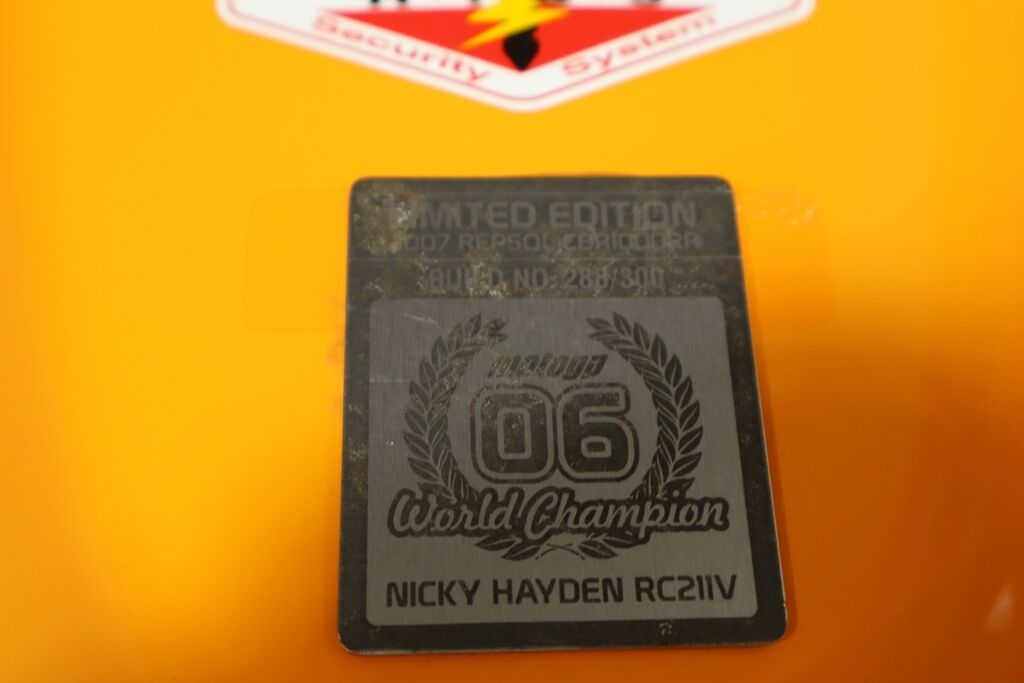 Security System
LIMITED EDITION
2007 REPSOL CBR1000RR
BUILD NO: 288/300
motogp
06
World Champion
NICKY HAYDEN RC211V